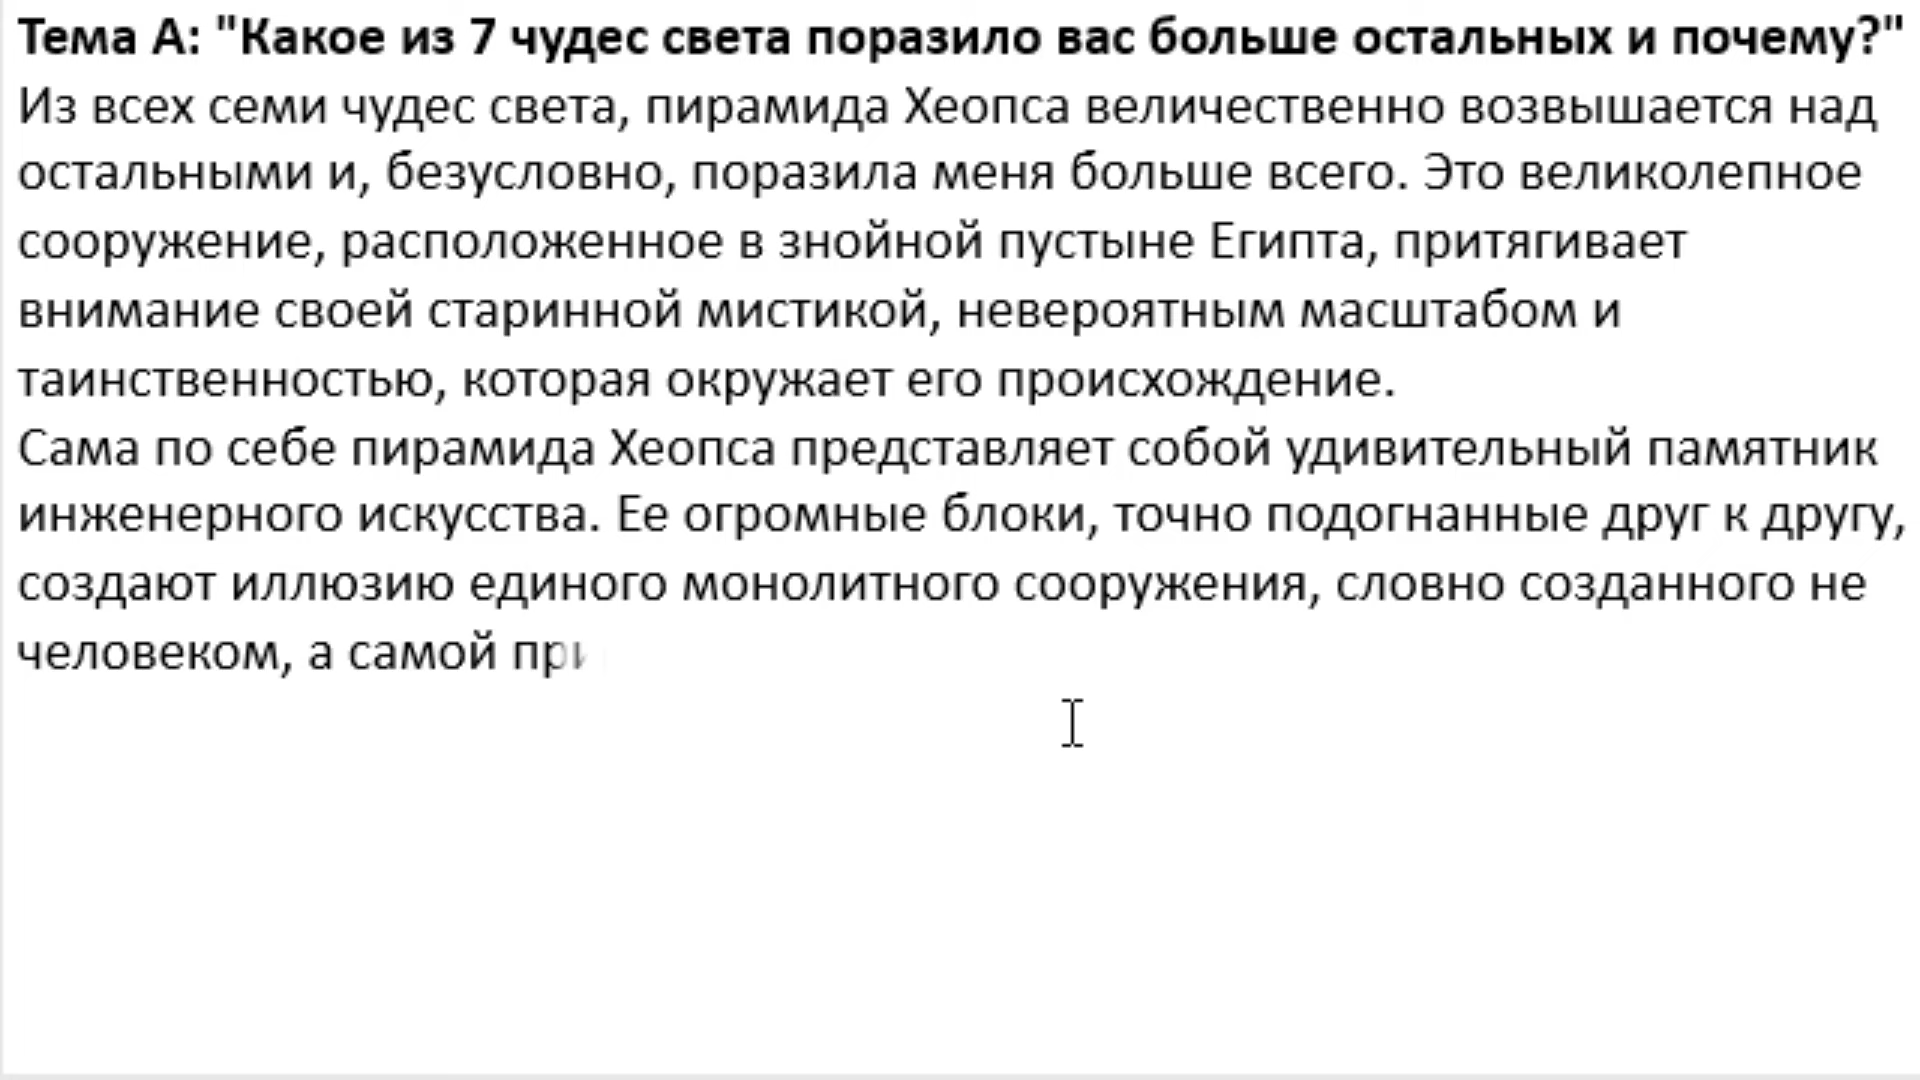 Тема А: "Какое из 7 чудес света поразило вас больше остальных и почему?"
Из всех семи чудес света, пирамида Хеопса величественно возвышается над
остальными и, безусловно, поразила меня больше всего. Это великолепное
сооружение, расположенное в знойной пустыне Египта, притягивает
внимание своей старинной мистикой, невероятным масштабом и
таинственностью, которая окружает его происхождение.
Сама по себе пирамида Хеопса представляет собой удивительный памятник
инженерного искусства. Ее огромные блоки, точно подогнанные друг к другу,
создают иллюзию единого монолитного сооружения, словно созданного не
человеком, а самой при